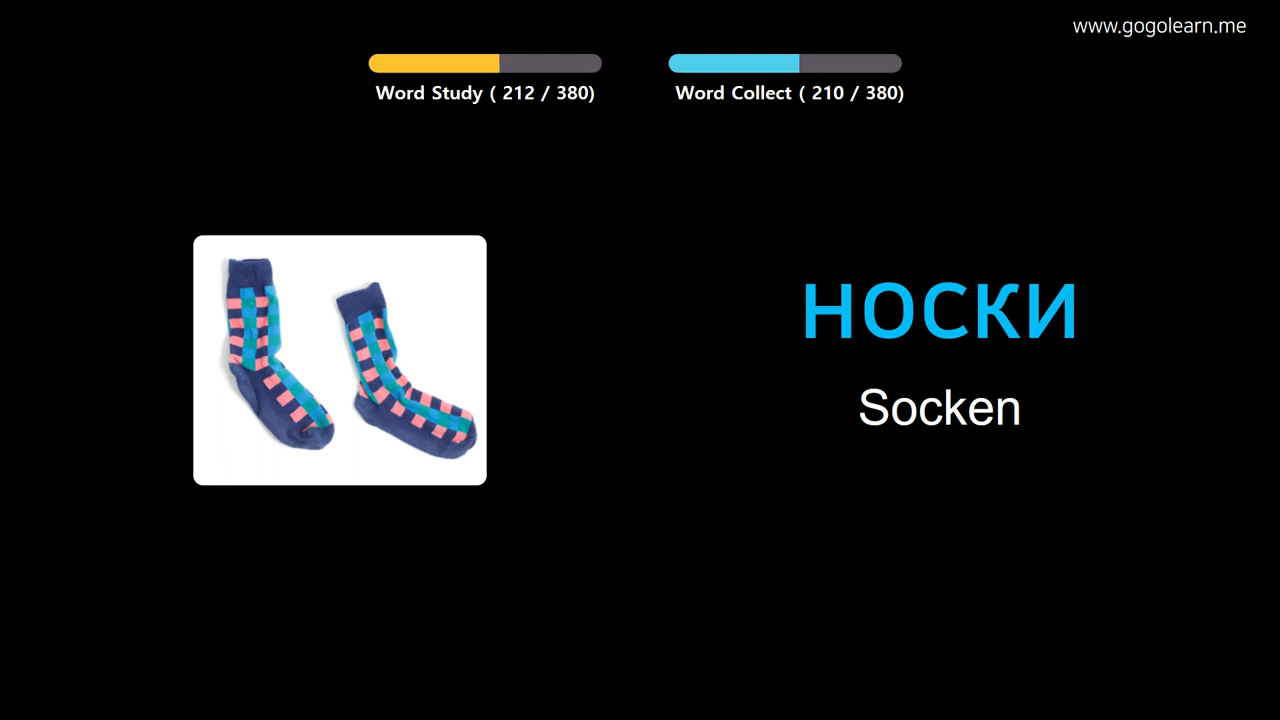 www.gogolearn.me
Word Study ( 212 / 380)
Word Collect ( 210 / 380)
НОСКИ
Socken